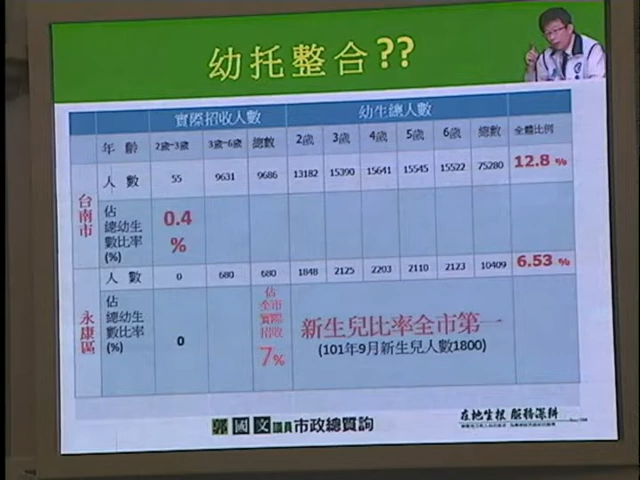 幼托整合??
實際招收人數 幼生總人數
年齡 2歲-3歲 3歲-6歲 總數 2歲 3歲 4歲 5歲 6歲 總數 全體比例
台南市
人數 55 9631 9686 13182 15390 15641 15545 15522 75280 12.8 %
佔總幼生數比率(%) 0.4 %
永康區
人數 0 680 680 1848 2125 2203 2110 2123 10409 6.53 %
佔總幼生數比率(%) 0 佔全市實際招收 7%
新生兒比率全市第一
(101年9月新生兒人數1800)
郭國文議員市政總質詢
在地生根 服務深耕